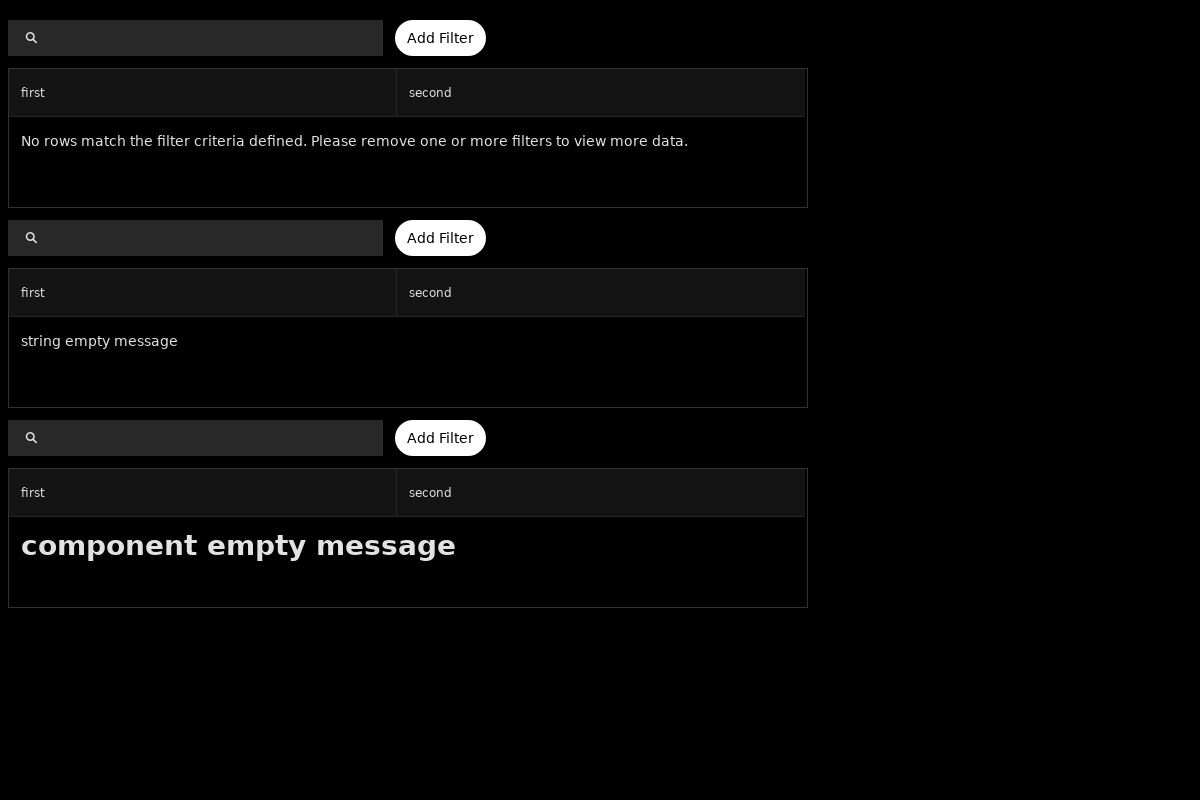 Add Filter
first second
No rows match the filter criteria defined. Please remove one or more filters to view more data.
Add Filter
first second
string empty message
Add Filter
first second
component empty message